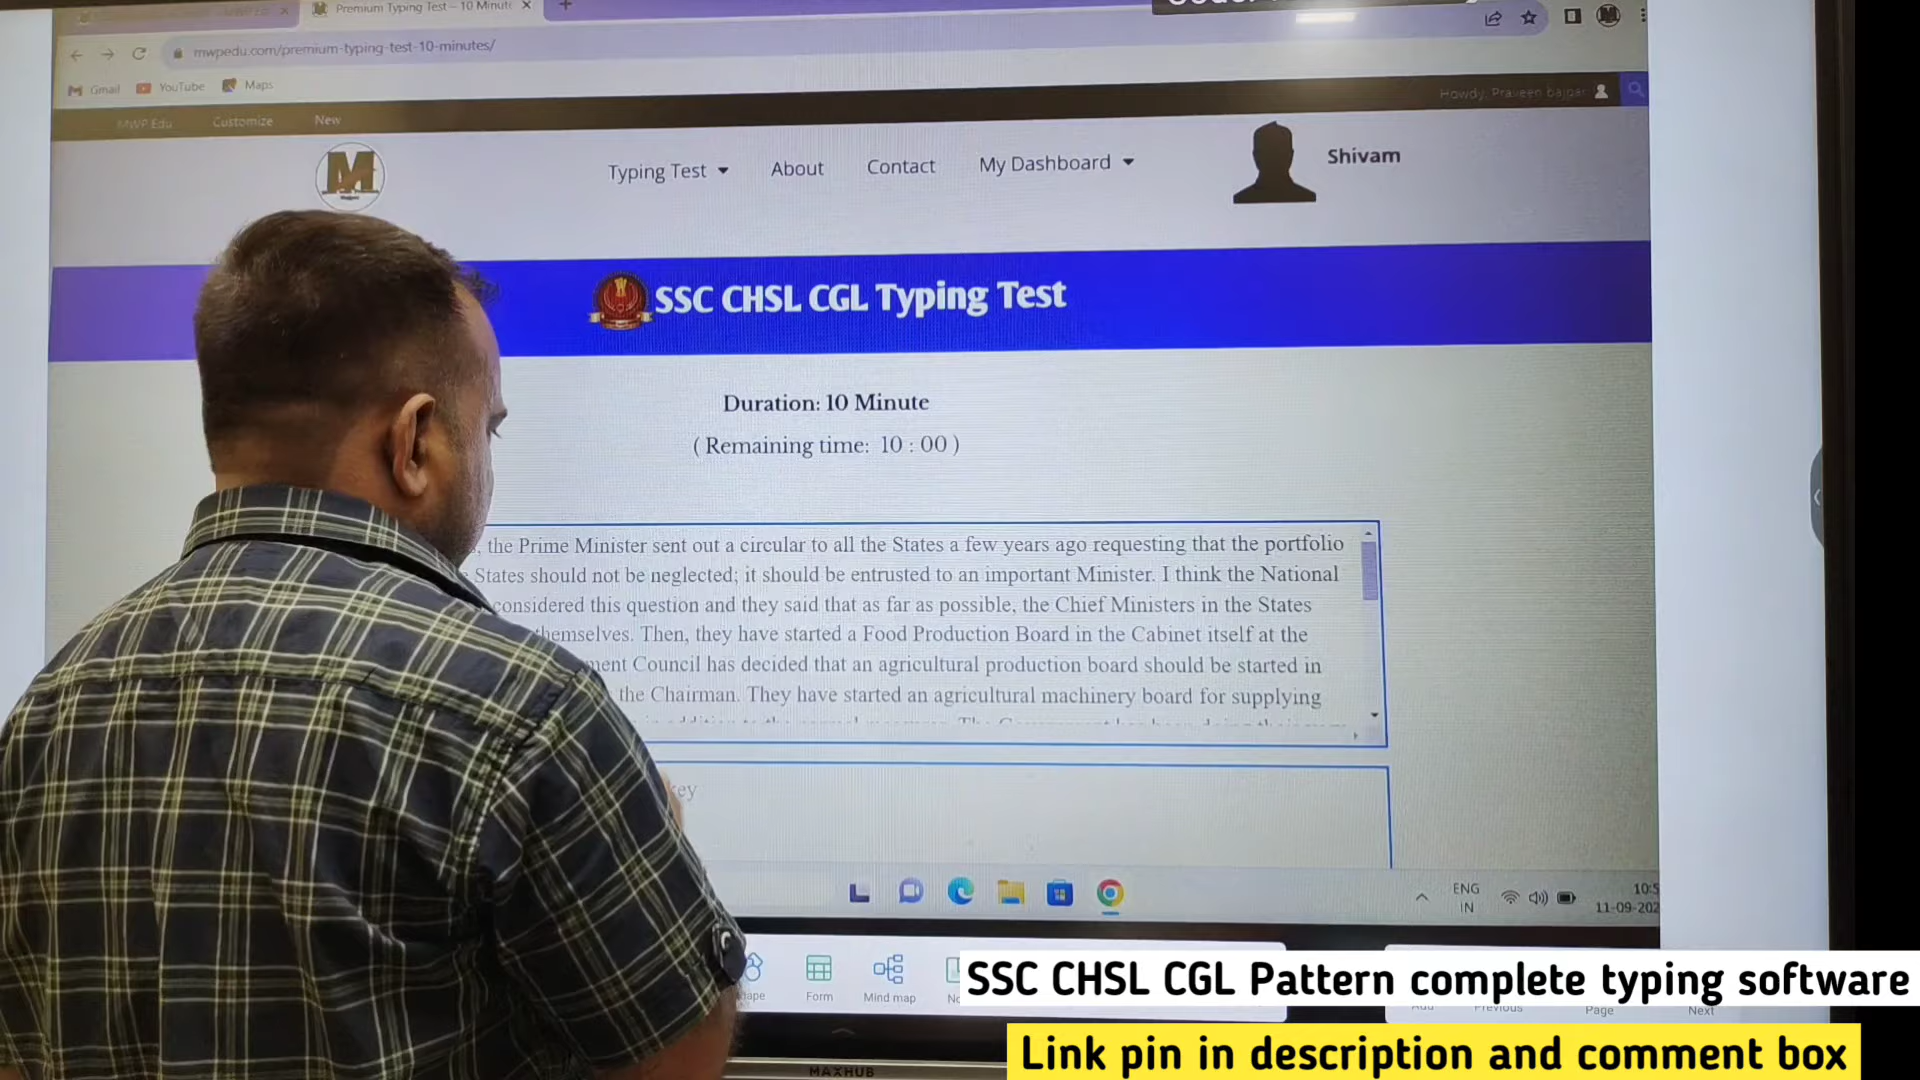 Premium Typing Test – 10 Minute
mwpedu.com/premium-typing-test-10-minutes/
Gmail YouTube Maps
MWP Edu Customize New
Howdy, Praveen bajpai
M
Typing Test About Contact My Dashboard
Shivam
SSC CHSL CGL Typing Test
Duration: 10 Minute
( Remaining time: 10 : 00 )
, the Prime Minister sent out a circular to all the States a few years ago requesting that the portfolio
States should not be neglected; it should be entrusted to an important Minister. I think the National
considered this question and they said that as far as possible, the Chief Ministers in the States
themselves. Then, they have started a Food Production Board in the Cabinet itself at the
ment Council has decided that an agricultural production board should be started in
the Chairman. They have started an agricultural machinery board for supplying
key
ENG
IN
10:5
11-09-202
Form Mind map
Previous Page Next
SSC CHSL CGL Pattern complete typing software
Link pin in description and comment box
MAXHUB